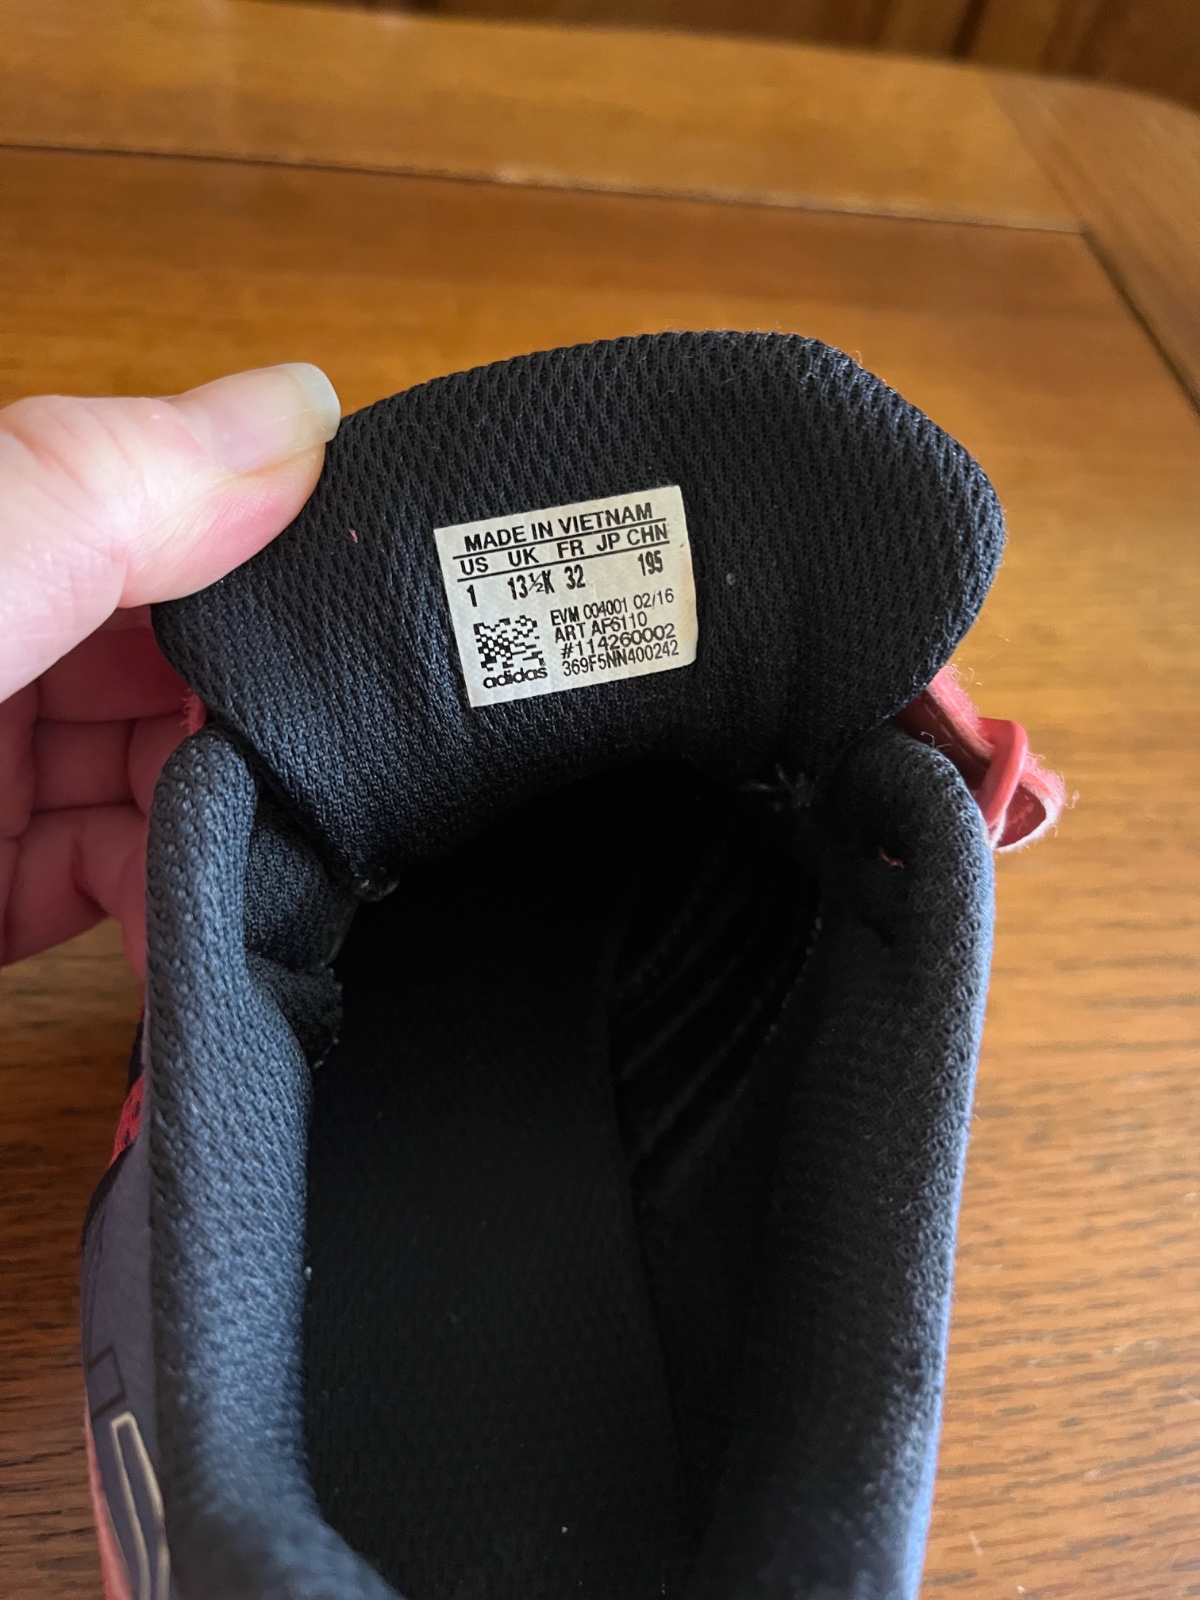 MADE IN VIETNAM
US UK FR JP CHN
1 13½K 32 195
EVM 004001 02/16
ART AF6110
#114260002
369F5NN400242
adidas